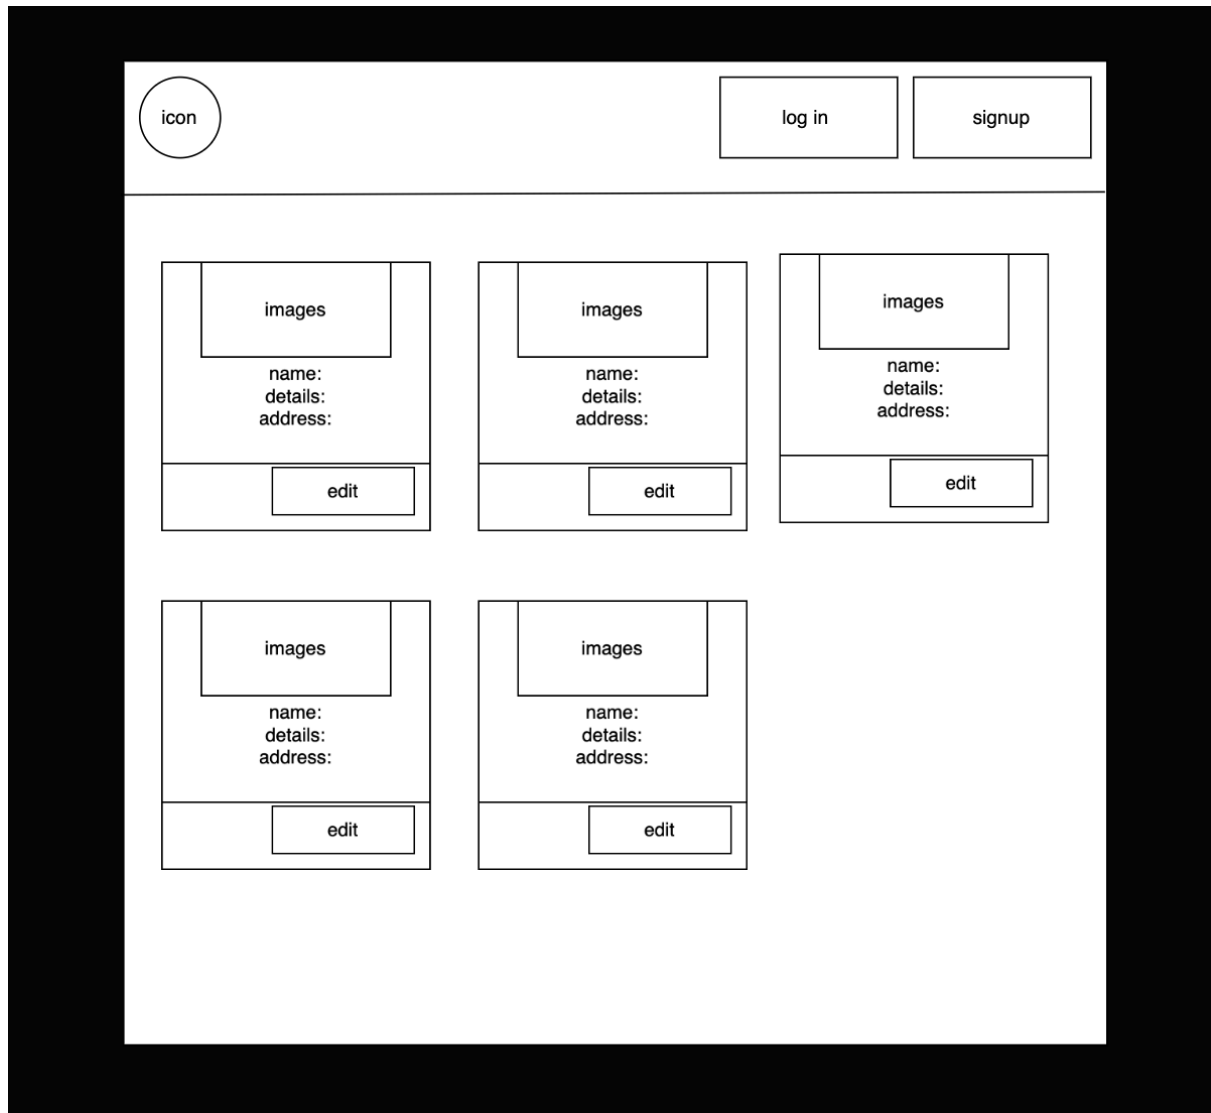 icon
log in
signup
images
name:
details:
address:
edit
images
name:
details:
address:
edit
images
name:
details:
address:
edit
images
name:
details:
address:
edit
images
name:
details:
address:
edit